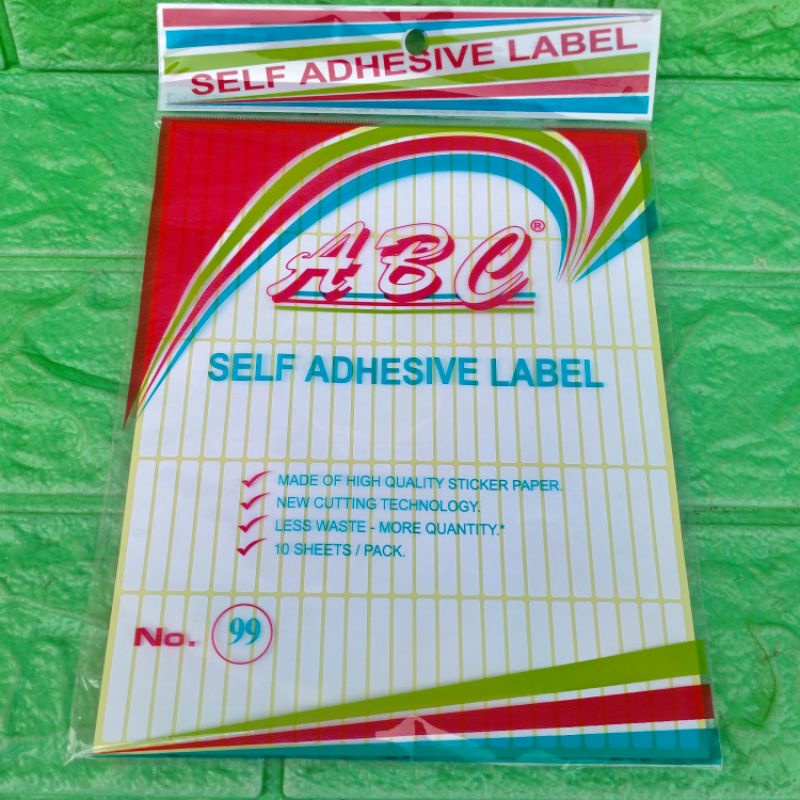 SELF ADHESIVE LABEL
ABC®
SELF ADHESIVE LABEL
MADE OF HIGH QUALITY STICKER PAPER.
NEW CUTTING TECHNOLOGY.
LESS WASTE - MORE QUANTITY.*
10 SHEETS / PACK.
No. 99